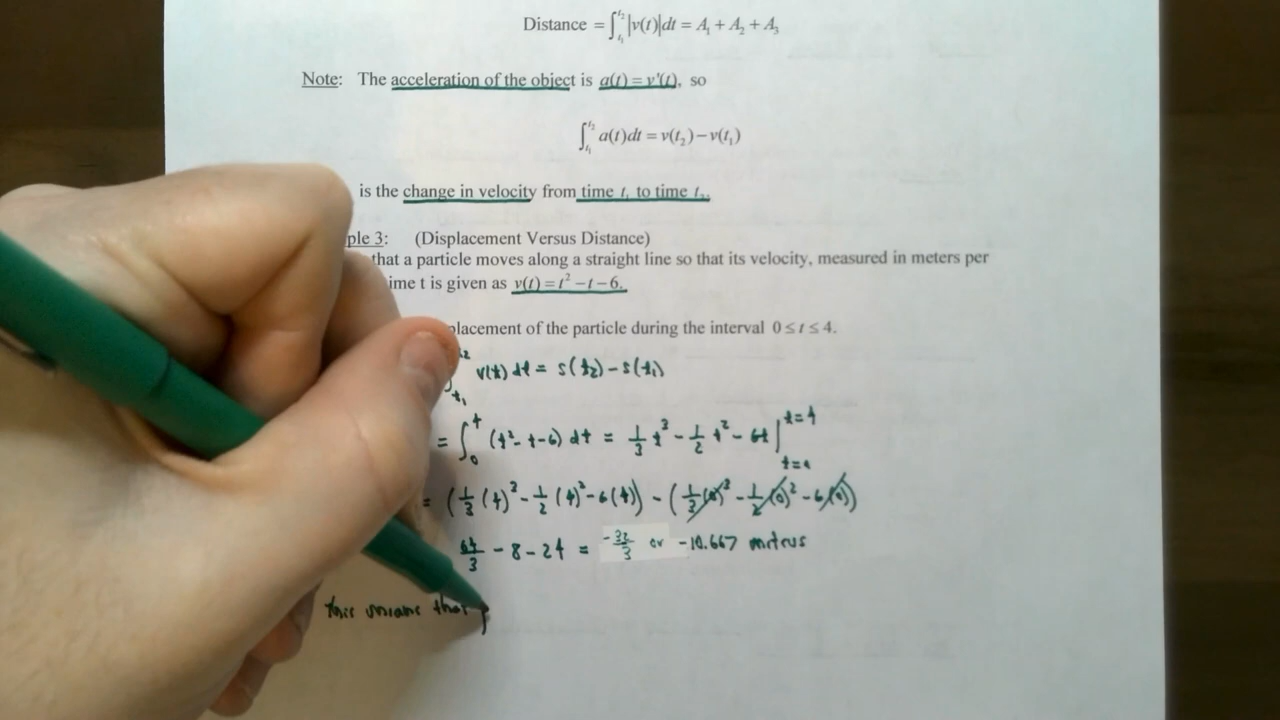 Distance = ∫_{t₁}^{t₂} |v(t)|dt = A₁ + A₂ + A₃
Note: The acceleration of the object is a(t) = v'(t), so
∫_{t₁}^{t₂} a(t)dt = v(t₂) − v(t₁)
is the change in velocity from time t₁ to time t₂.
ple 3: (Displacement Versus Distance)
that a particle moves along a straight line so that its velocity, measured in meters per
ime t is given as v(t) = t² − t − 6.
placement of the particle during the interval 0 ≤ t ≤ 4.
∫_{t₁}^{t₂} v(t) dt = s(t₂) − s(t₁)
= ∫_0^4 (t² − t − 6) dt = 1/3 t³ − 1/2 t² − 6t |_{t=0}^{t=4}
= (1/3 (4)³ − 1/2 (4)² − 6(4)) − (1/3 (0)³ − 1/2 (0)² − 6(0))
64/3 − 8 − 24 = −32/3 or −10.667 meters
this means that p